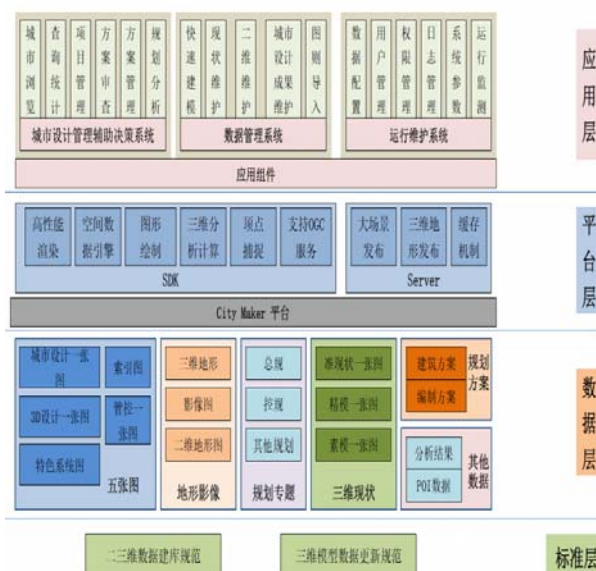 城市浏览
查询统计
项目管理
方案审查
方案管理
规划分析
城市设计管理辅助决策系统
快速建模
现状维护
二维维护
城市设计成果维护
图则导入
数据管理系统
数据配置
用户管理
权限管理
日志管理
系统参数
运行监测
运行维护系统
应用组件
应用层
高性能
渲染
空间数
据引擎
图形
绘制
三维分
析计算
顶点
捕捉
支持OGC
服务
SDK
大场景
发布
三维地
形发布
缓存
机制
Server
City Maker 平台
平台层
城市设计一张
图
索引图
3D设计一张图
管控一
张图
特色系统图
五张图
三维地形
影像图
二维地形图
地形影像
总规
控规
其他规划
规划专题
准现状一张图
精模一张图
素模一张图
三维现状
建筑方案
编制方案
规划
方案
分析结果
POI数据
其他
数据
数据层
二三维数据建库规范
三维模型数据更新规范
标准层